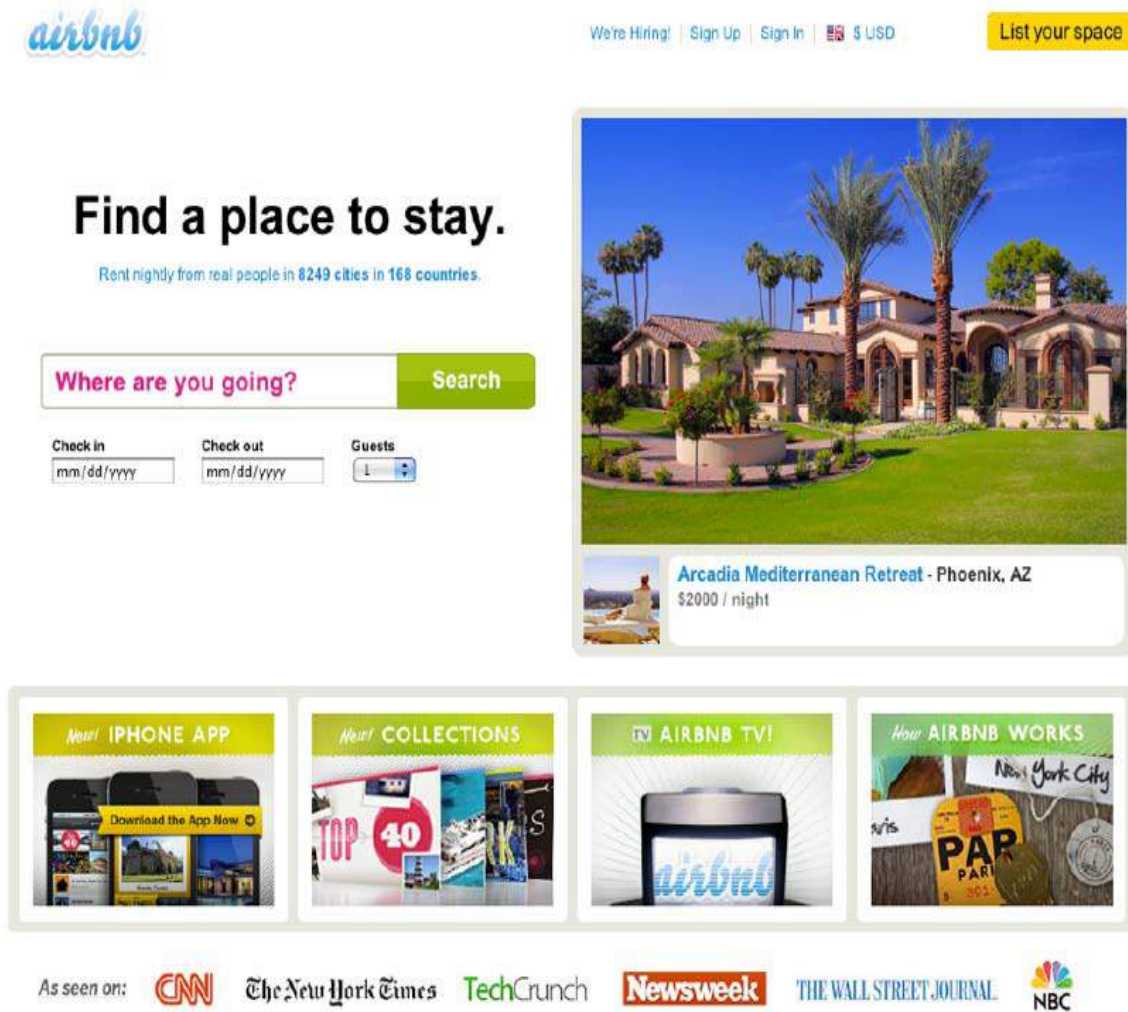 airbnb
We're Hiring! Sign Up Sign In $ USD
List your space
Find a place to stay.
Rent nightly from real people in 8249 cities in 168 countries.
Where are you going?
Search
Check in
Check out
Guests
mm/dd/yyyy
mm/dd/yyyy
1
Arcadia Mediterranean Retreat - Phoenix, AZ
$2000 / night
New! IPHONE APP
Download the App Now
40
New! COLLECTIONS
TOP 40
K
S
TV AIRBNB TV!
airbnb
How AIRBNB WORKS
New York City
aris
PAR
PARI
301
As seen on:
CNN
The New York Times
TechCrunch
Newsweek
THE WALL STREET JOURNAL.
NBC